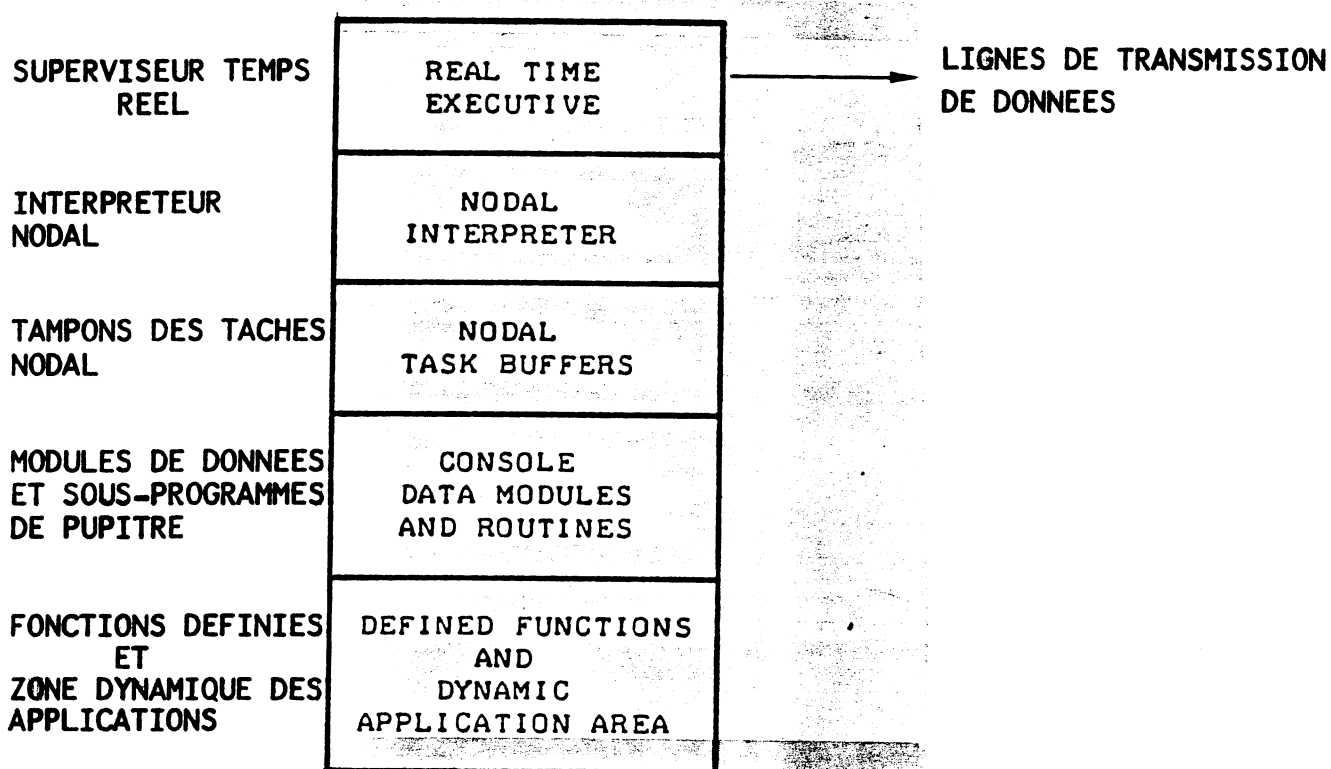 SUPERVISEUR TEMPS
REEL
REAL TIME
EXECUTIVE
LIGNES DE TRANSMISSION
DE DONNEES
INTERPRETEUR
NODAL
NODAL
INTERPRETER
TAMPONS DES TACHES
NODAL
NODAL
TASK BUFFERS
MODULES DE DONNEES
ET SOUS-PROGRAMMES
DE PUPITRE
CONSOLE
DATA MODULES
AND ROUTINES
FONCTIONS DEFINIES
ET
ZONE DYNAMIQUE DES
APPLICATIONS
DEFINED FUNCTIONS
AND
DYNAMIC
APPLICATION AREA